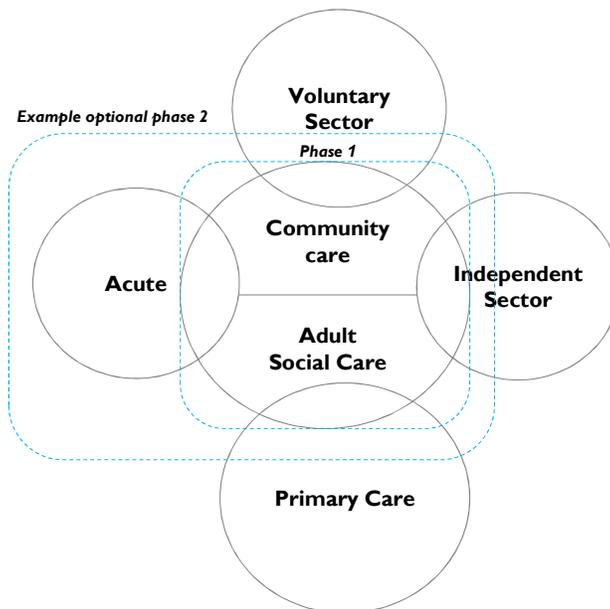 Voluntary
Sector
Example optional phase 2
Phase 1
Community
care
Acute
Independent
Sector
Adult
Social Care
Primary Care